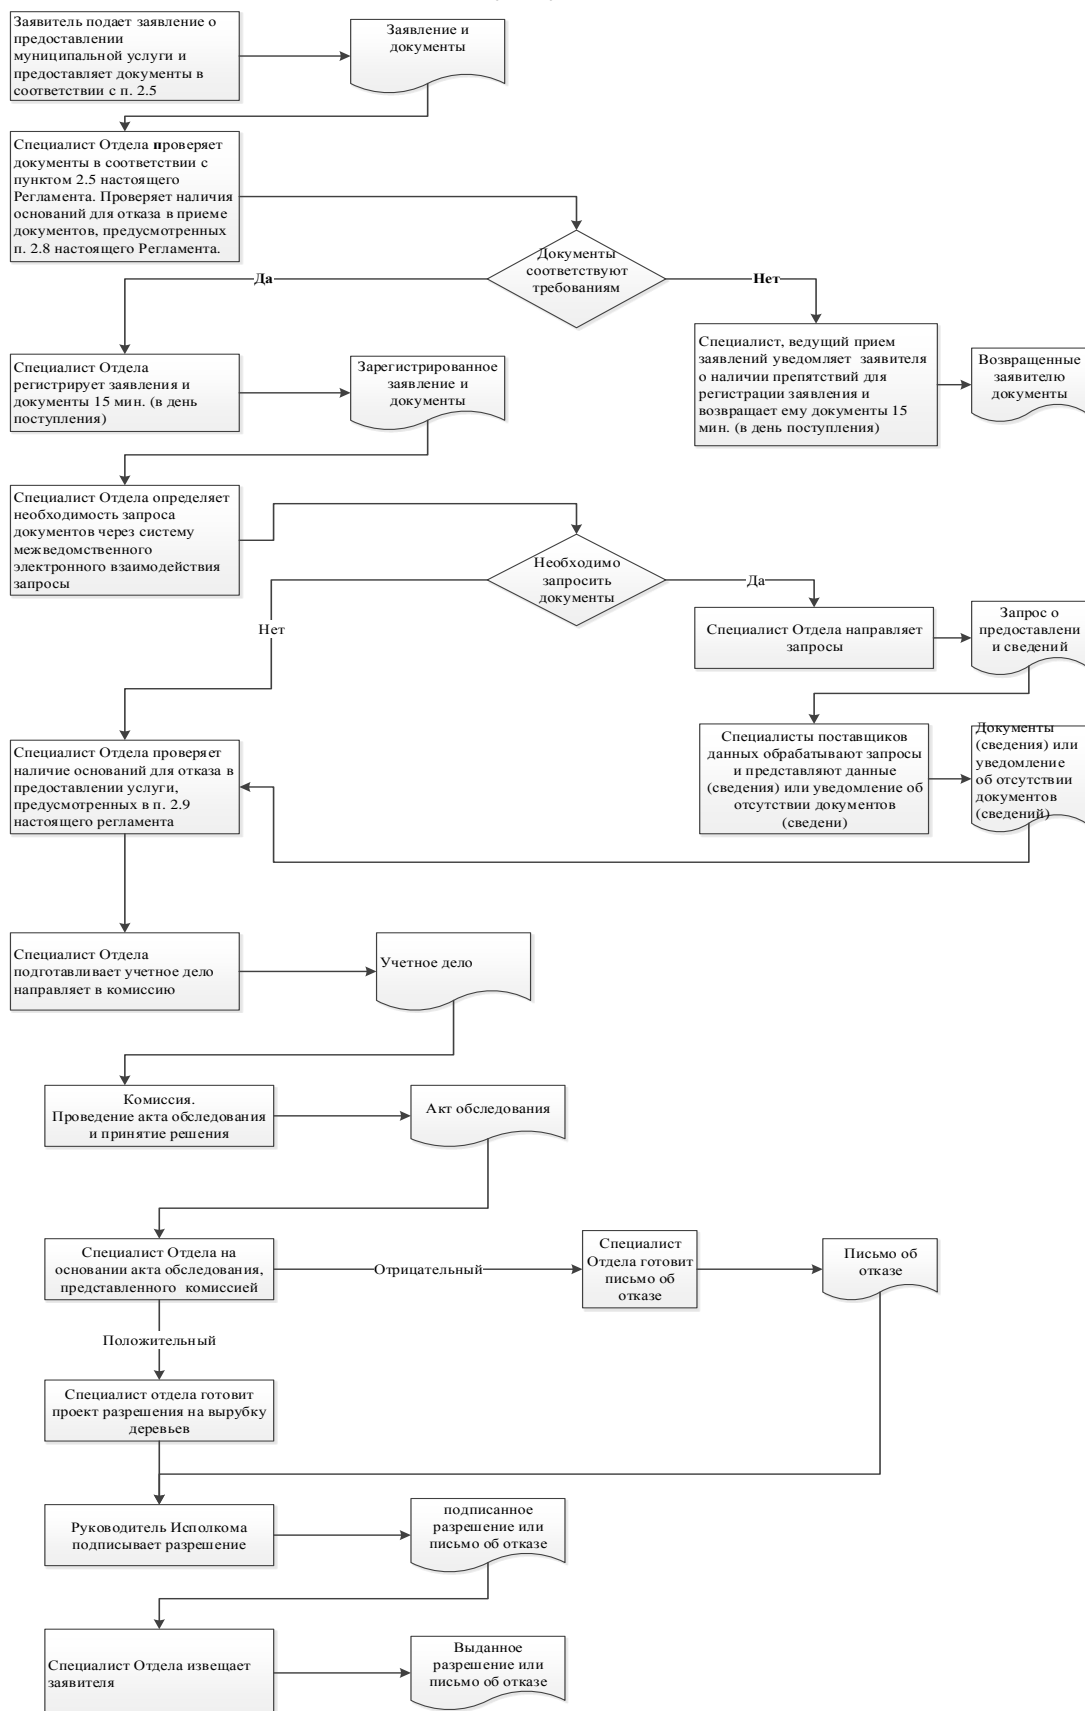 Заявитель подает заявление о
предоставлении
муниципальной услуги и
предоставляет документы в
соответствии с п. 2.5
Заявление и
документы
Специалист Отдела проверяет
документы в соответствии с
пунктом 2.5 настоящего
Регламента. Проверяет наличия
оснований для отказа в приеме
документов, предусмотренных
п. 2.8 настоящего Регламента.
Документы
соответствуют
требованиям
Да
Нет
Специалист Отдела
регистрирует заявления и
документы 15 мин. (в день
поступления)
Зарегистрированное
заявление и
документы
Специалист, ведущий прием
заявлений уведомляет заявителя
о наличии препятствий для
регистрации заявления и
возвращает ему документы 15
мин. (в день поступления)
Возвращенные
заявителю
документы
Специалист Отдела определяет
необходимость запроса
документов через систему
межведомственного
электронного взаимодействия
запросы
Необходимо
запросить
документы
Да
Нет
Специалист Отдела направляет
запросы
Запрос о
предоставлени
и сведений
Специалист Отдела проверяет
наличие оснований для отказа в
предоставлении услуги,
предусмотренных в п. 2.9
настоящего регламента
Специалисты поставщиков
данных обрабатывают запросы
и представляют данные
(сведения) или уведомление об
отсутствии документов
(сведени)
Документы
(сведения) или
уведомление
об отсутствии
документов
(сведений)
Специалист Отдела
подготавливает учетное дело
направляет в комиссию
Учетное дело
Комиссия.
Проведение акта обследования
и принятие решения
Акт обследования
Специалист Отдела на
основании акта обследования,
представленного комиссией
Отрицательный
Специалист
Отдела готовит
письмо об
отказе
Письмо об
отказе
Положительный
Специалист отдела готовит
проект разрешения на вырубку
деревьев
Руководитель Исполкома
подписывает разрешение
подписанное
разрешение или
письмо об отказе
Специалист Отдела извещает
заявителя
Выданное
разрешение или
письмо об отказе